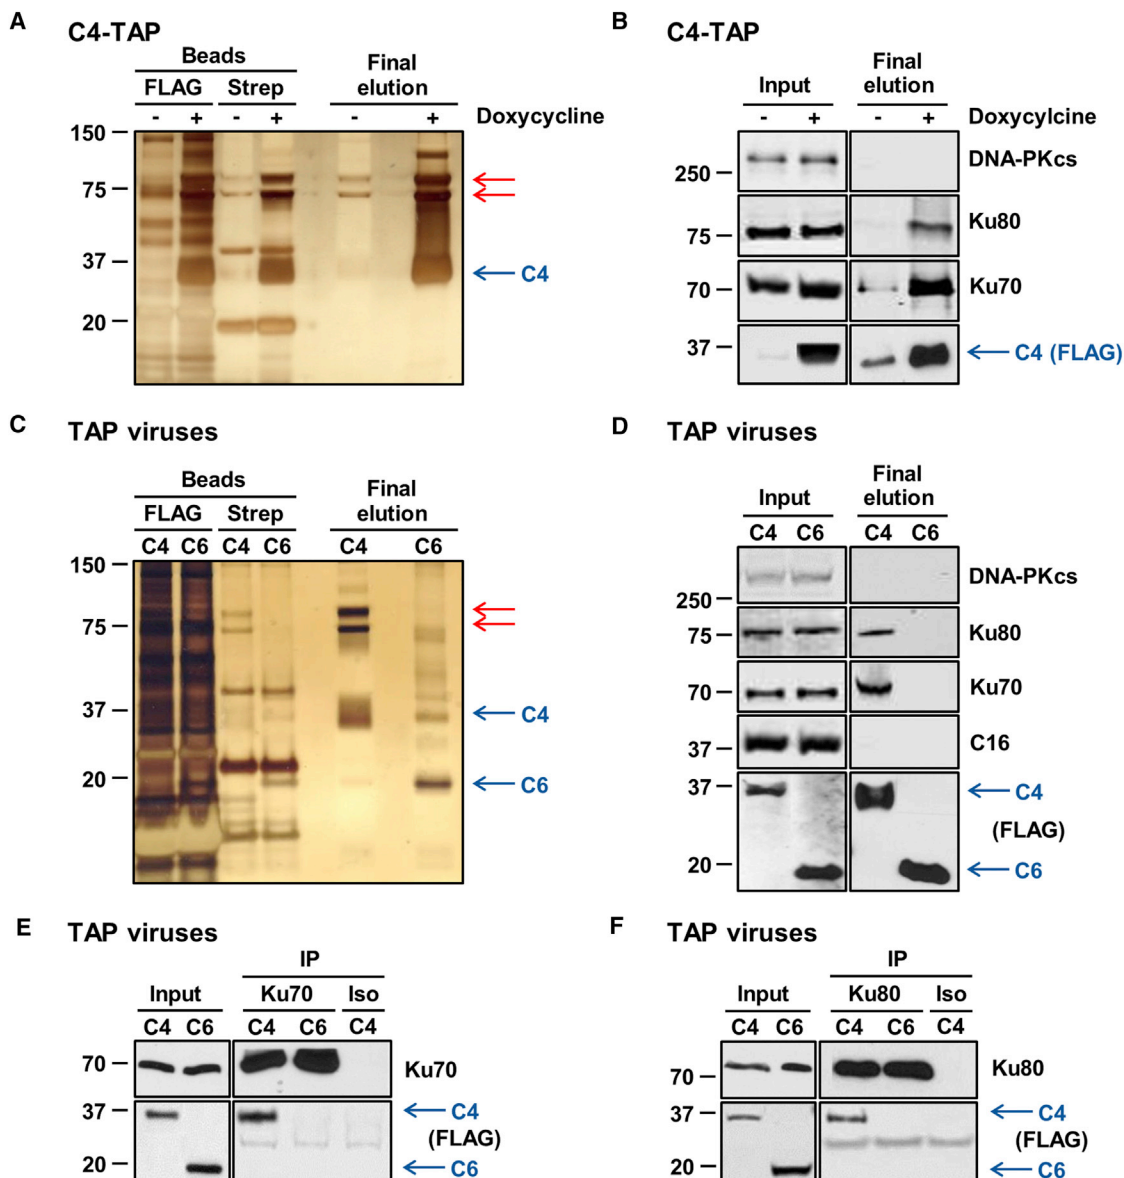 A
C4-TAP
Beads
Final
elution
FLAG Strep
- + - + - + Doxycycline
150
75
37
C4
20
B
C4-TAP
Input
Final
elution
- + - + Doxycylcine
DNA-PKcs
250
Ku80
75
Ku70
70
37
C4 (FLAG)
C
TAP viruses
Beads
Final
elution
FLAG Strep
C4 C6 C4 C6 C4 C6
150
75
37
C4
20
C6
D
TAP viruses
Input
Final
elution
C4 C6 C4 C6
DNA-PKcs
250
Ku80
75
Ku70
70
C16
37
37
C4
(FLAG)
20
C6
E
TAP viruses
IP
Input Ku70 Iso
C4 C6 C4 C6 C4
70
Ku70
37
C4
(FLAG)
20
C6
F
TAP viruses
IP
Input Ku80 Iso
C4 C6 C4 C6 C4
70
Ku80
37
C4
(FLAG)
20
C6